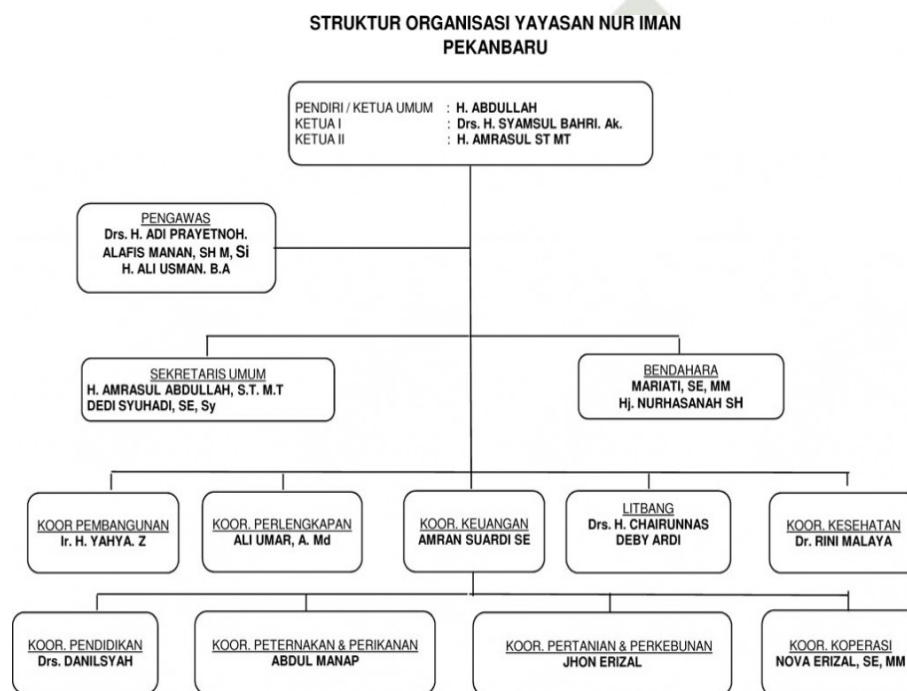 STRUKTUR ORGANISASI YAYASAN NUR IMAN
PEKANBARU
PENDIRI / KETUA UMUM : H. ABDULLAH
KETUA I : Drs. H. SYAMSUL BAHRI. Ak.
KETUA II : H. AMRASUL ST MT
PENGAWAS
Drs. H. ADI PRAYETNOH.
ALAFIS MANAN, SH M, Si
H. ALI USMAN. B.A
SEKRETARIS UMUM
H. AMRASUL ABDULLAH, S.T. M.T
DEDI SYUHADI, SE, Sy
BENDAHARA
MARIATI, SE, MM
Hj. NURHASANAH SH
KOOR PEMBANGUNAN
Ir. H. YAHYA. Z
KOOR. PERLENGKAPAN
ALI UMAR, A. Md
KOOR. KEUANGAN
AMRAN SUARDI SE
LITBANG
Drs. H. CHAIRUNNAS
DEBY ARDI
KOOR. KESEHATAN
Dr. RINI MALAYA
KOOR. PENDIDIKAN
Drs. DANILSYAH
KOOR. PETERNAKAN & PERIKANAN
ABDUL MANAP
KOOR. PERTANIAN & PERKEBUNAN
JHON ERIZAL
KOOR. KOPERASI
NOVA ERIZAL, SE, MM